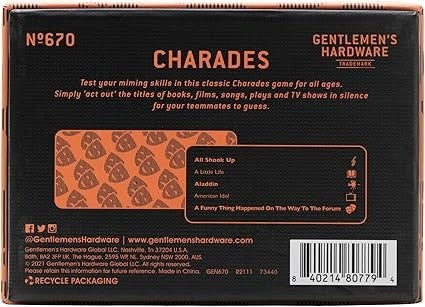 Nº670
CHARADES
GENTLEMEN'S
HARDWARE
TRADEMARK
Test your miming skills in this classic Charades game for all ages.
Simply 'act out' the titles of books, films, songs, plays and TV shows in silence
for your teammates to guess.
All Shook Up
A Little Life
Aladdin
American Idol
A Funny Thing Happened On The Way To The Forum
@GentlemensHardware | www.gentlemenshardware.com
Gentlemen's Hardware Global LLC. Nashville, Tn 37204 U.S.A.
Bath, BA2 3FP UK. The Hague, 2595 WP, NL. Sydney NSW 2000, AUS.
© 2021 Gentlemen's Hardware Global LLC. All rights reserved.
Please retain this information for future reference. Made in China. GEN670 R2111 73440
RECYCLE PACKAGING
8 40214 80779 4